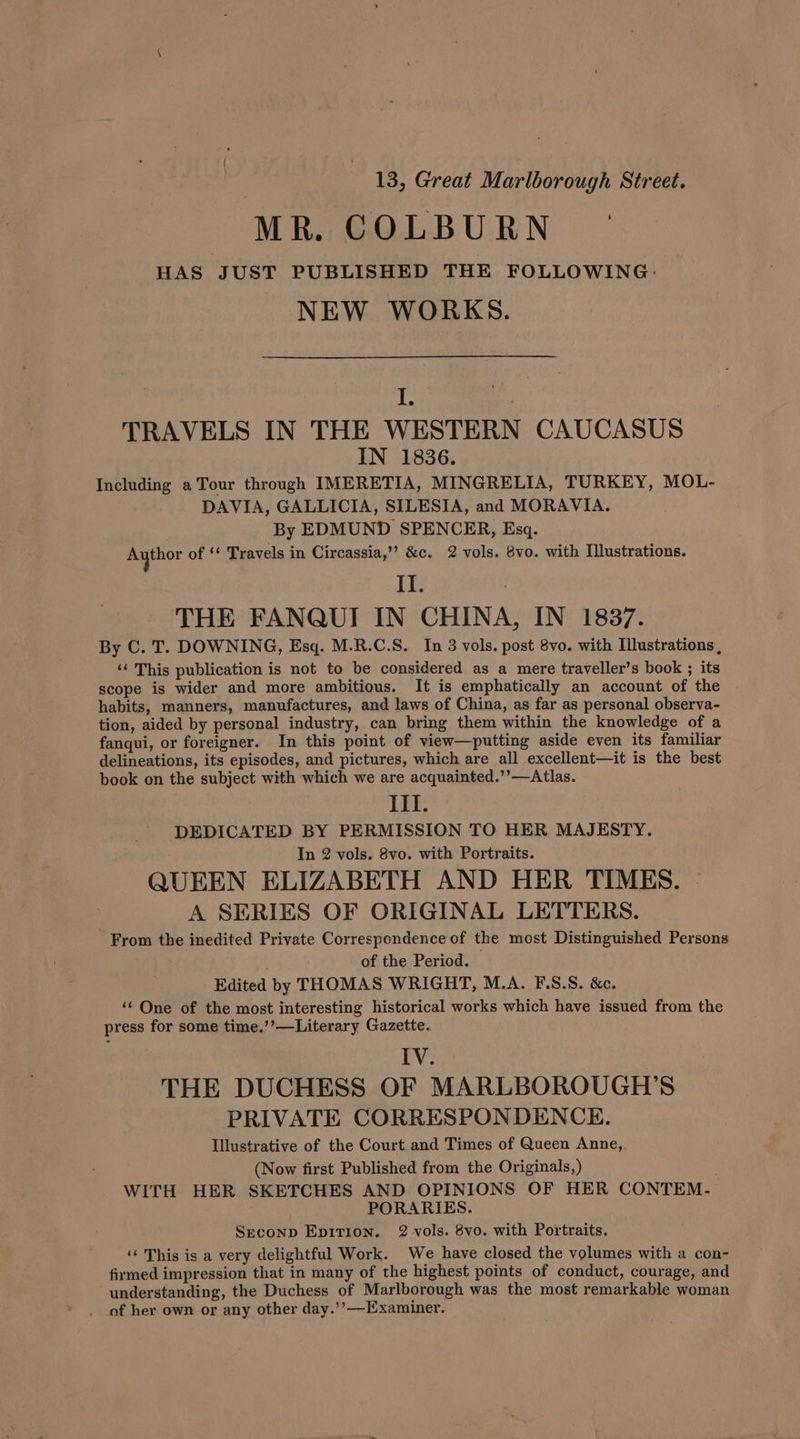 13, Great Marlborough Street.
MR. COLBURN
HAS JUST PUBLISHED THE FOLLOWING
NEW WORKS.
I.
TRAVELS IN THE WESTERN CAUCASUS
IN 1836.
Including a Tour through IMERETIA, MINGRELIA, TURKEY, MOL-
DAVIA, GALLICIA, SILESIA, and MORAVIA.
By EDMUND SPENCER, Esq.
Author of “ Travels in Circassia,” &c. 2 vols. 8vo. with Illustrations.
II.
THE FANQUI IN CHINA, IN 1837.
By C. T. DOWNING, Esq. M.R.C.S. In 3 vols. post 8vo. with Illustrations,
“ This publication is not to be considered as a mere traveller’s book ; its
scope is wider and more ambitious. It is emphatically an account of the
habits, manners, manufactures, and laws of China, as far as personal observa-
tion, aided by personal industry, can bring them within the knowledge of a
fanqui, or foreigner. In this point of view—putting aside even its familiar
delineations, its episodes, and pictures, which are all excellent—it is the best
book on the subject with which we are acquainted.”—Atlas.
III.
DEDICATED BY PERMISSION TO HER MAJESTY.
In 2 vols. 8vo. with Portraits.
QUEEN ELIZABETH AND HER TIMES.
A SERIES OF ORIGINAL LETTERS.
From the inedited Private Correspondence of the most Distinguished Persons
of the Period.
Edited by THOMAS WRIGHT, M.A. F.S.S. &c.
“ One of the most interesting historical works which have issued from the
press for some time.”—Literary Gazette.
IV.
THE DUCHESS OF MARLBOROUGH’S
PRIVATE CORRESPONDENCE.
Illustrative of the Court and Times of Queen Anne,
(Now first Published from the Originals,)
WITH HER SKETCHES AND OPINIONS OF HER CONTEM-
PORARIES.
SECOND EDITION. 2 vols. 8vo. with Portraits.
“ This is a very delightful Work. We have closed the volumes with a con-
firmed impression that in many of the highest points of conduct, courage, and
understanding, the Duchess of Marlborough was the most remarkable woman
of her own or any other day.”—Examiner.